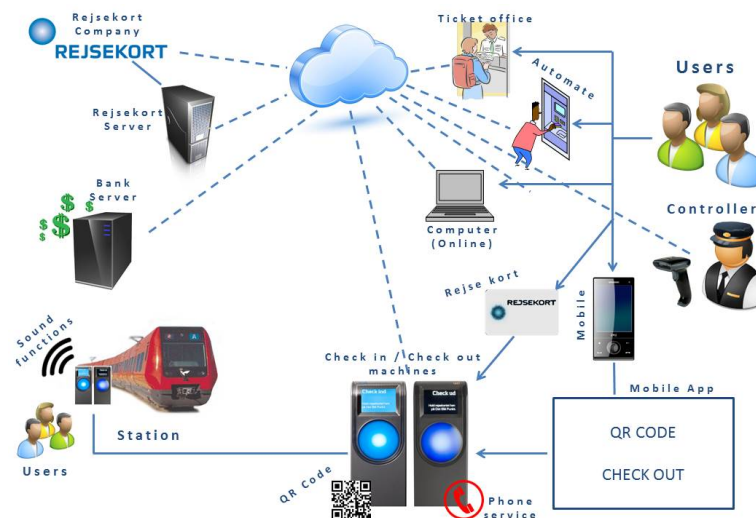 Rejsekort
Company
REJSEKORT
Ticket office
Automate
Users
Rejsekort
Server
Bank
Server
Computer
(Online)
Controller
Rejse kort
REJSEKORT
Mobile
Sound
functions
Check in / Check out
machines
Mobile App
Check ind
Check ud
QR CODE
CHECK OUT
Station
Users
QR Code
Phone
service